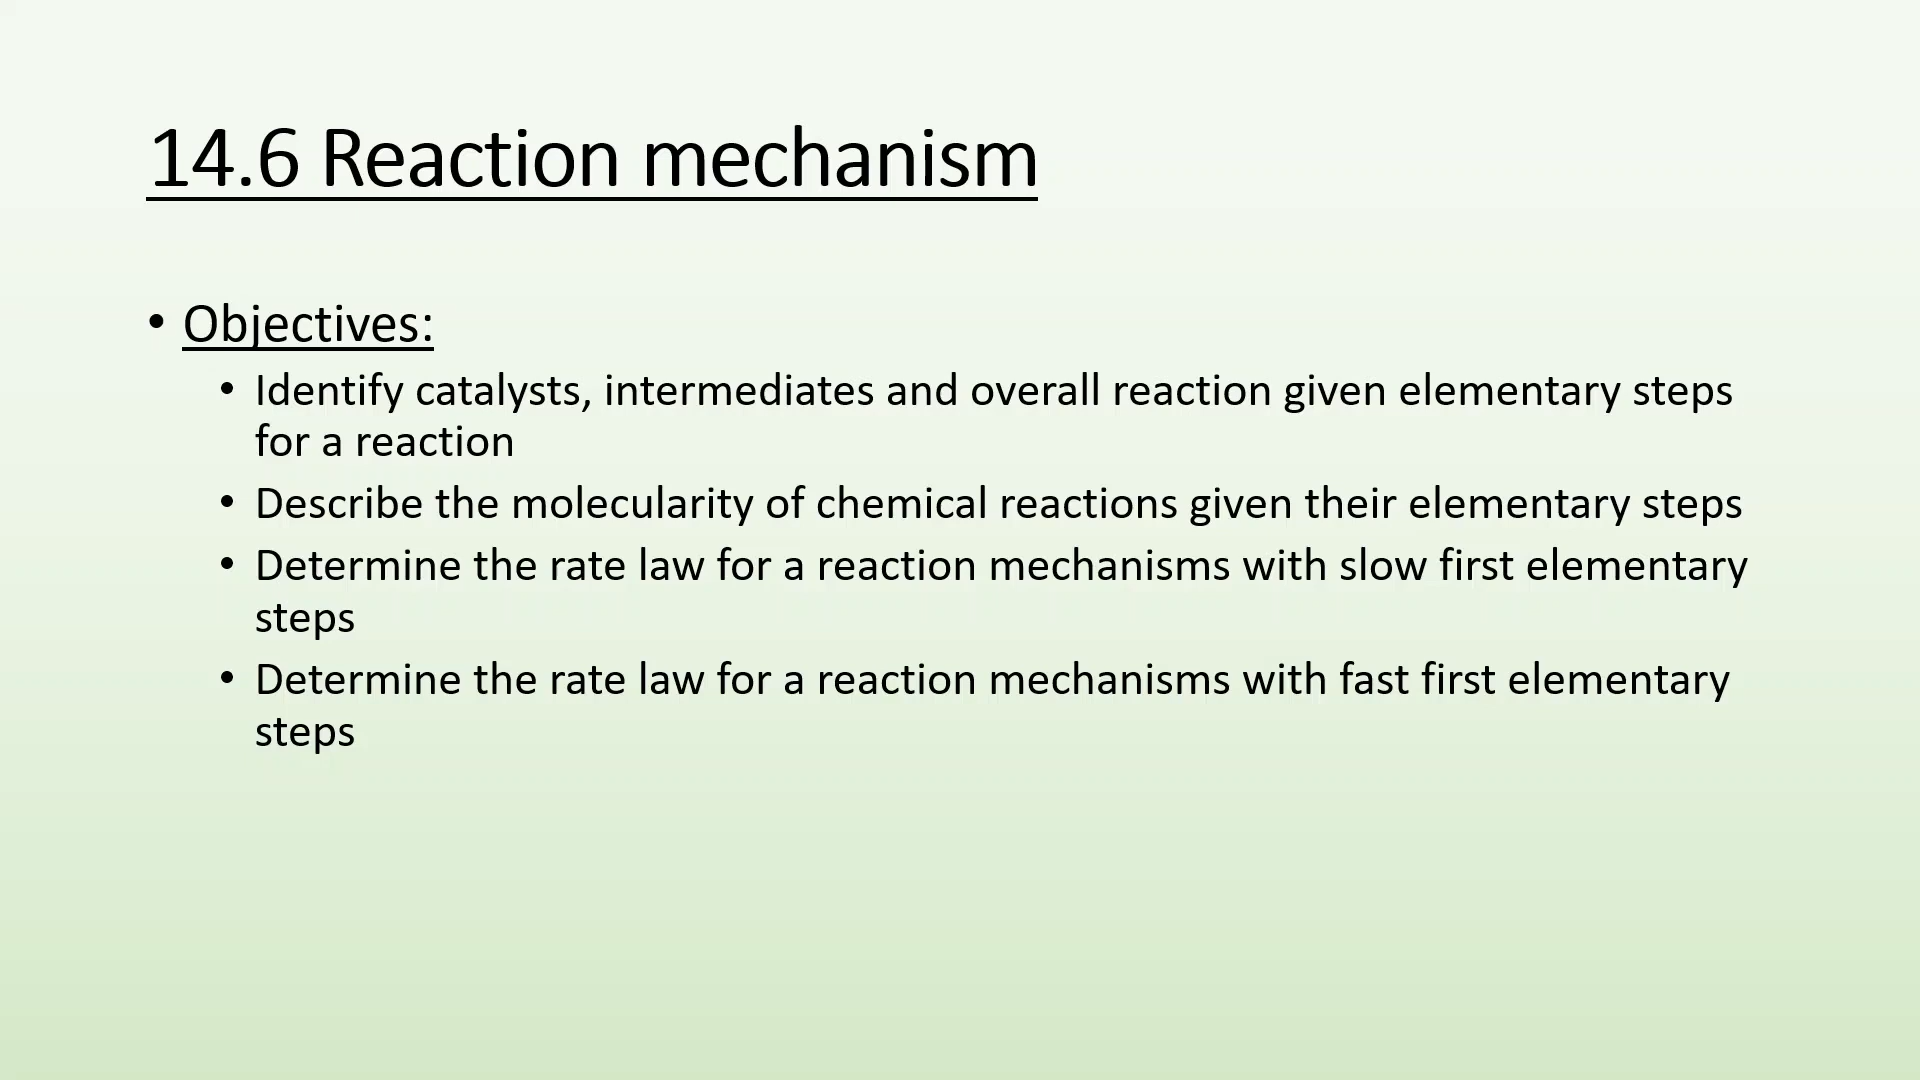 14.6 Reaction mechanism
• Objectives:
• Identify catalysts, intermediates and overall reaction given elementary steps
for a reaction
• Describe the molecularity of chemical reactions given their elementary steps
• Determine the rate law for a reaction mechanisms with slow first elementary
steps
• Determine the rate law for a reaction mechanisms with fast first elementary
steps